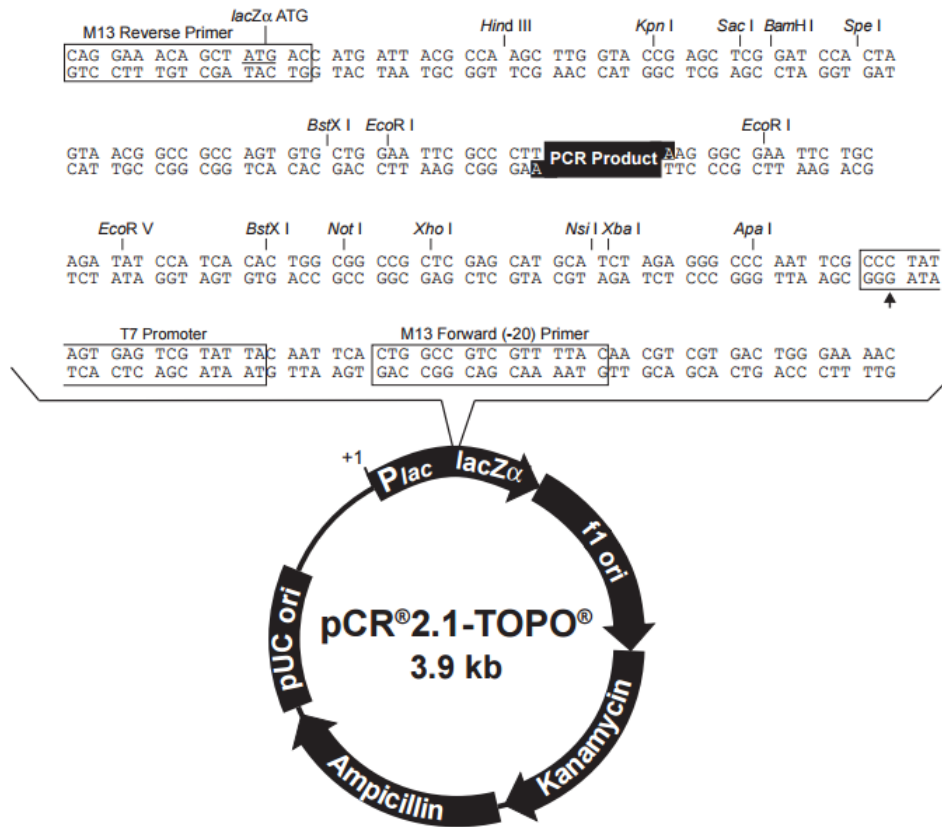 lacZα ATG
M13 Reverse Primer
Hind III Kpn I Sac I BamH I Spe I
CAG GAA ACA GCT ATG ACC ATG ATT ACG CCA AGC TTG GTA CCG AGC TCG GAT CCA CTA
GTC CTT TGT CGA TAC TGG TAC TAA TGC GGT TCG AAC CAT GGC TCG AGC CTA GGT GAT
BstX I EcoR I EcoR I
GTA ACG GCC GCC AGT GTG CTG GAA TTC GCC CTT PCR Product AAG GGC GAA TTC TGC
CAT TGC CGG CGG TCA CAC GAC CTT AAG CGG GAA TTC CCG CTT AAG ACG
EcoR V BstX I Not I Xho I Nsi I Xba I Apa I
AGA TAT CCA TCA CAC TGG CGG CCG CTC GAG CAT GCA TCT AGA GGG CCC AAT TCG CCC TAT
TCT ATA GGT AGT GTG ACC GCC GGC GAG CTC GTA CGT AGA TCT CCC GGG TTA AGC GGG ATA
T7 Promoter M13 Forward (-20) Primer
AGT GAG TCG TAT TAC AAT TCA CTG GCC GTC GTT TTA CAA CGT CGT GAC TGG GAA AAC
TCA CTC AGC ATA ATG TTA AGT GAC CGG CAG CAA AAT GTT GCA GCA CTG ACC CTT TTG
+1
Plac lacZα
f1 ori
Kanamycin
Ampicillin
pUC ori
pCR®2.1-TOPO®
3.9 kb